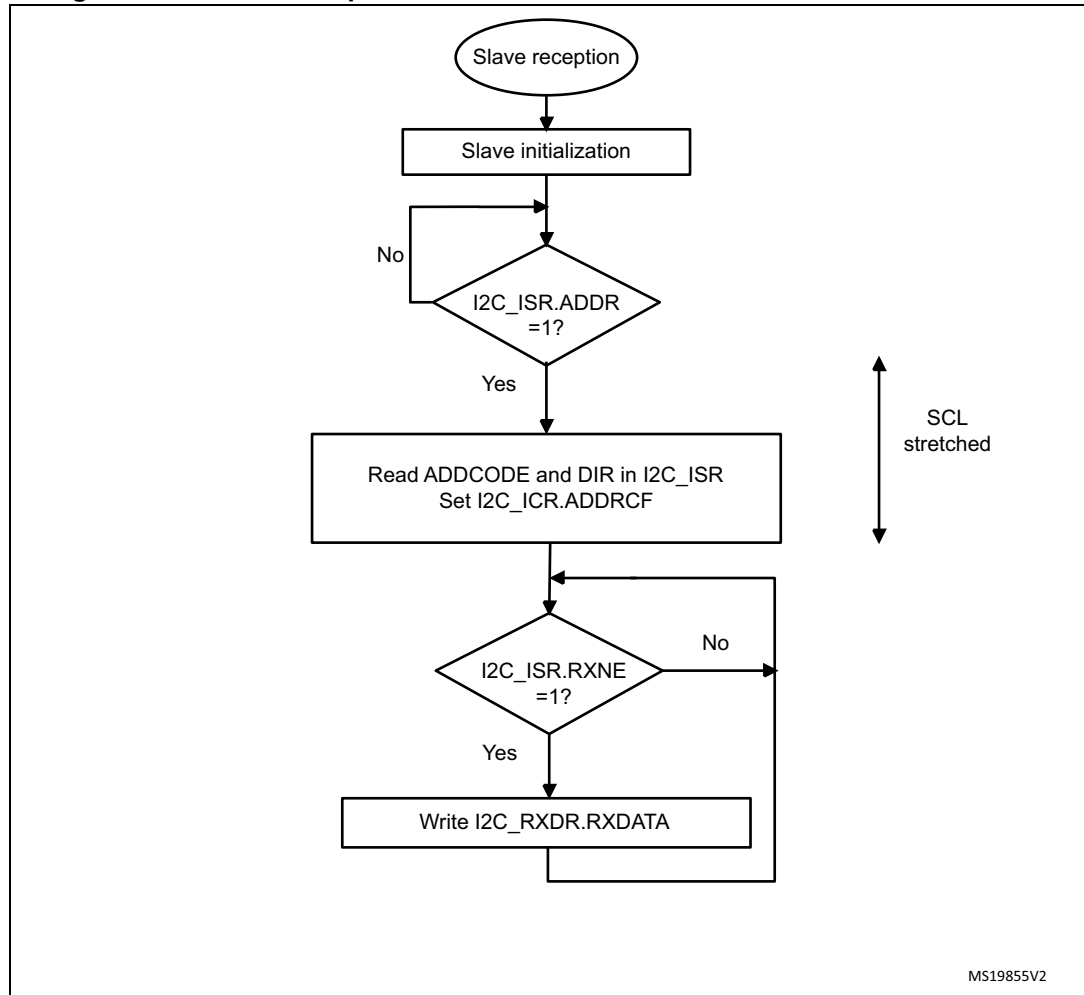 Slave reception
Slave initialization
No
I2C_ISR.ADDR
=1?
Yes
SCL
stretched
Read ADDCODE and DIR in I2C_ISR
Set I2C_ICR.ADDRCF
No
I2C_ISR.RXNE
=1?
Yes
Write I2C_RXDR.RXDATA
MS19855V2